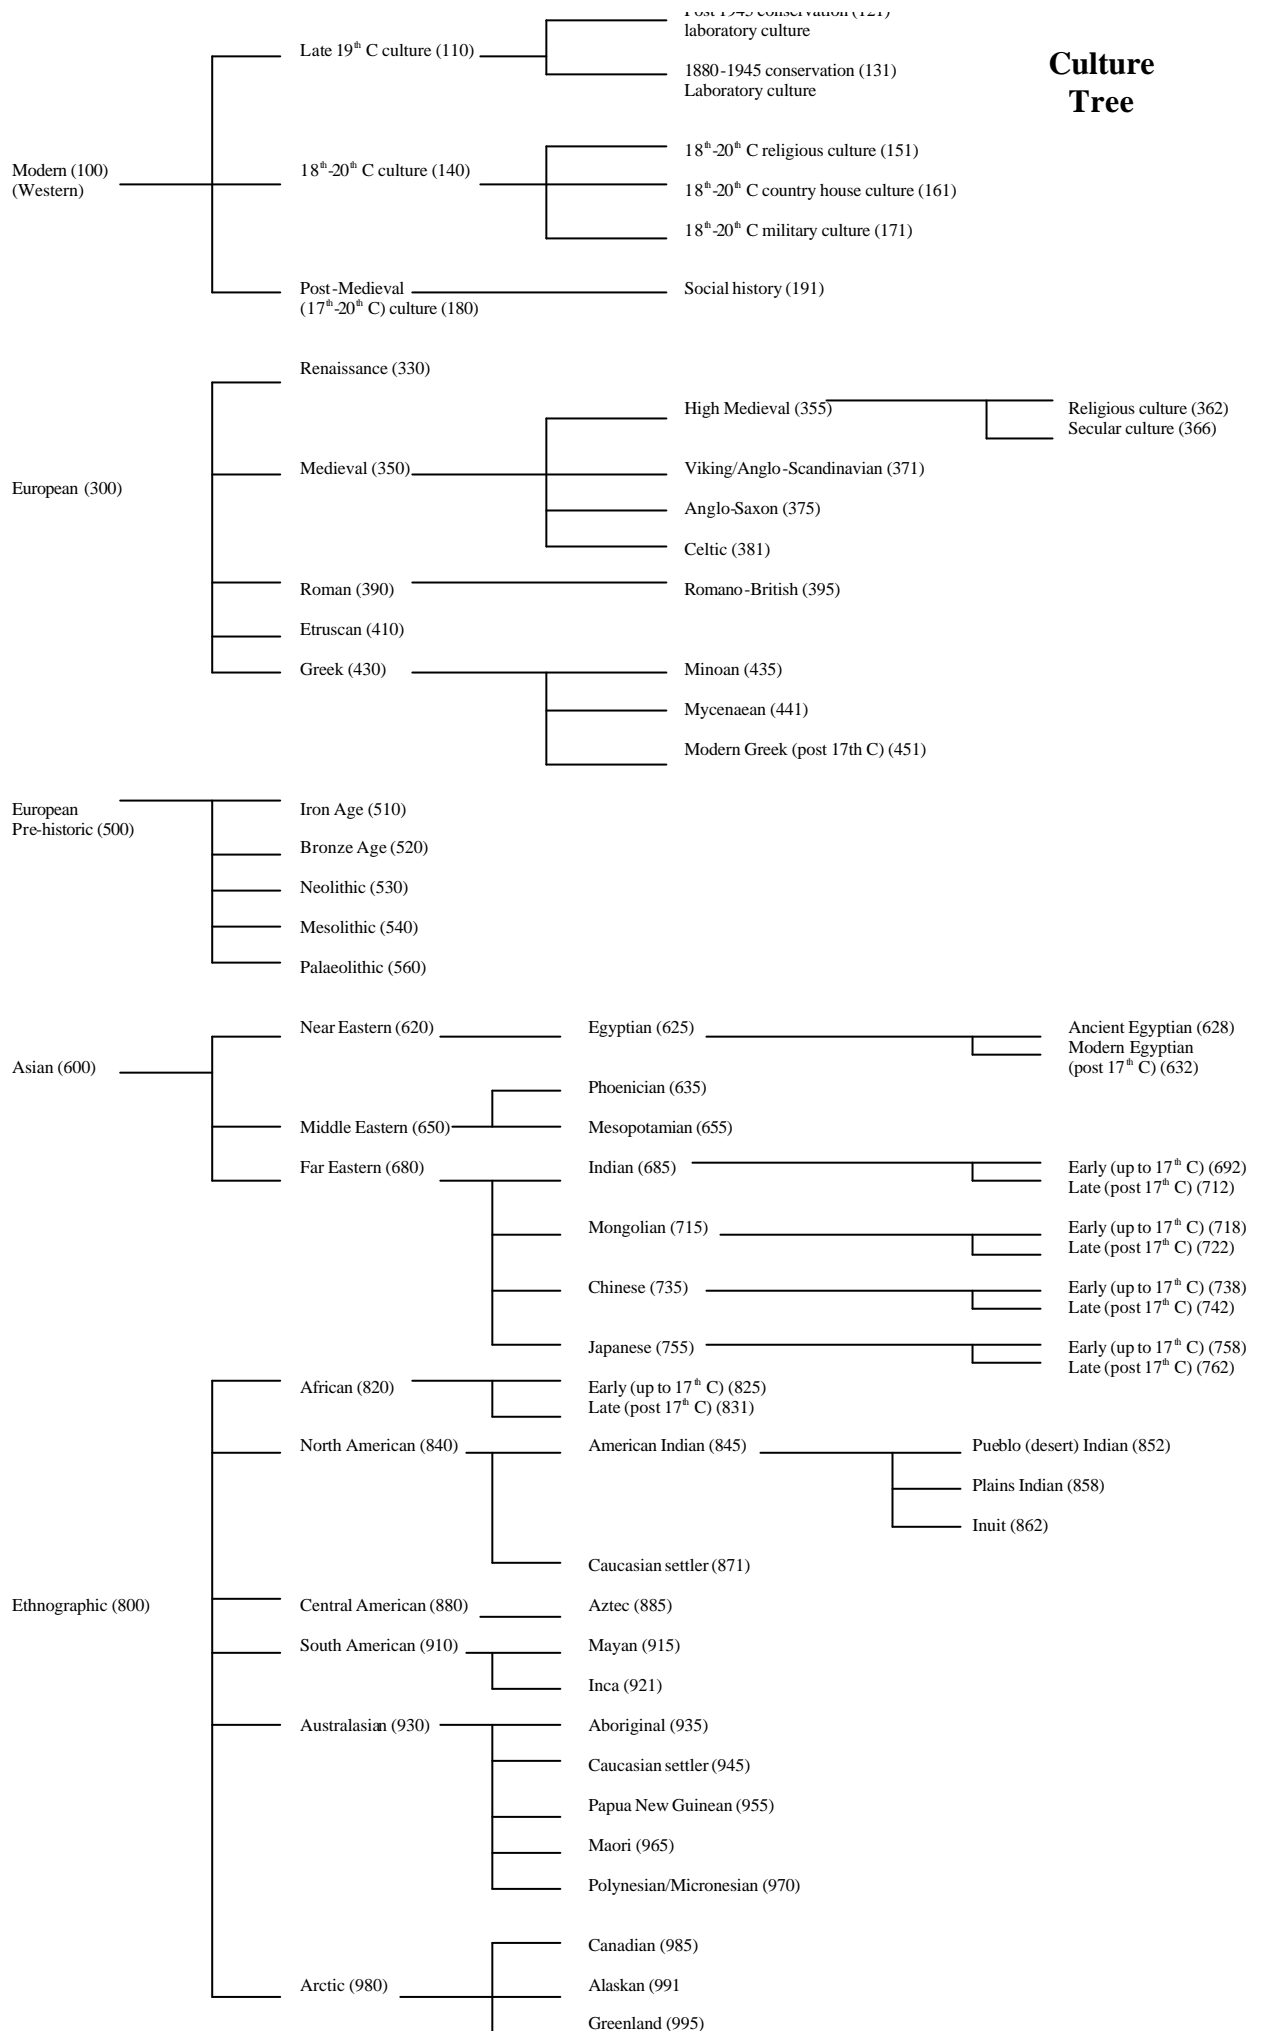 Post 1945 conservation (121)
laboratory culture
Late 19th C culture (110)
1880-1945 conservation (131)
Laboratory culture
Culture
Tree
Modern (100)
(Western)
18th-20th C culture (140)
18th-20th C religious culture (151)
18th-20th C country house culture (161)
18th-20th C military culture (171)
Post-Medieval
(17th-20th C) culture (180)
Social history (191)
Renaissance (330)
High Medieval (355)
Religious culture (362)
Secular culture (366)
European (300)
Medieval (350)
Viking/Anglo-Scandinavian (371)
Anglo-Saxon (375)
Celtic (381)
Roman (390)
Romano-British (395)
Etruscan (410)
Greek (430)
Minoan (435)
Mycenaean (441)
Modern Greek (post 17th C) (451)
European
Pre-historic (500)
Iron Age (510)
Bronze Age (520)
Neolithic (530)
Mesolithic (540)
Palaeolithic (560)
Asian (600)
Near Eastern (620)
Egyptian (625)
Ancient Egyptian (628)
Modern Egyptian
(post 17th C) (632)
Middle Eastern (650)
Phoenician (635)
Mesopotamian (655)
Far Eastern (680)
Indian (685)
Early (up to 17th C) (692)
Late (post 17th C) (712)
Mongolian (715)
Early (up to 17th C) (718)
Late (post 17th C) (722)
Chinese (735)
Early (up to 17th C) (738)
Late (post 17th C) (742)
Japanese (755)
Early (up to 17th C) (758)
Late (post 17th C) (762)
Ethnographic (800)
African (820)
Early (up to 17th C) (825)
Late (post 17th C) (831)
North American (840)
American Indian (845)
Pueblo (desert) Indian (852)
Plains Indian (858)
Inuit (862)
Caucasian settler (871)
Central American (880)
Aztec (885)
South American (910)
Mayan (915)
Inca (921)
Australasian (930)
Aboriginal (935)
Caucasian settler (945)
Papua New Guinean (955)
Maori (965)
Polynesian/Micronesian (970)
Arctic (980)
Canadian (985)
Alaskan (991
Greenland (995)